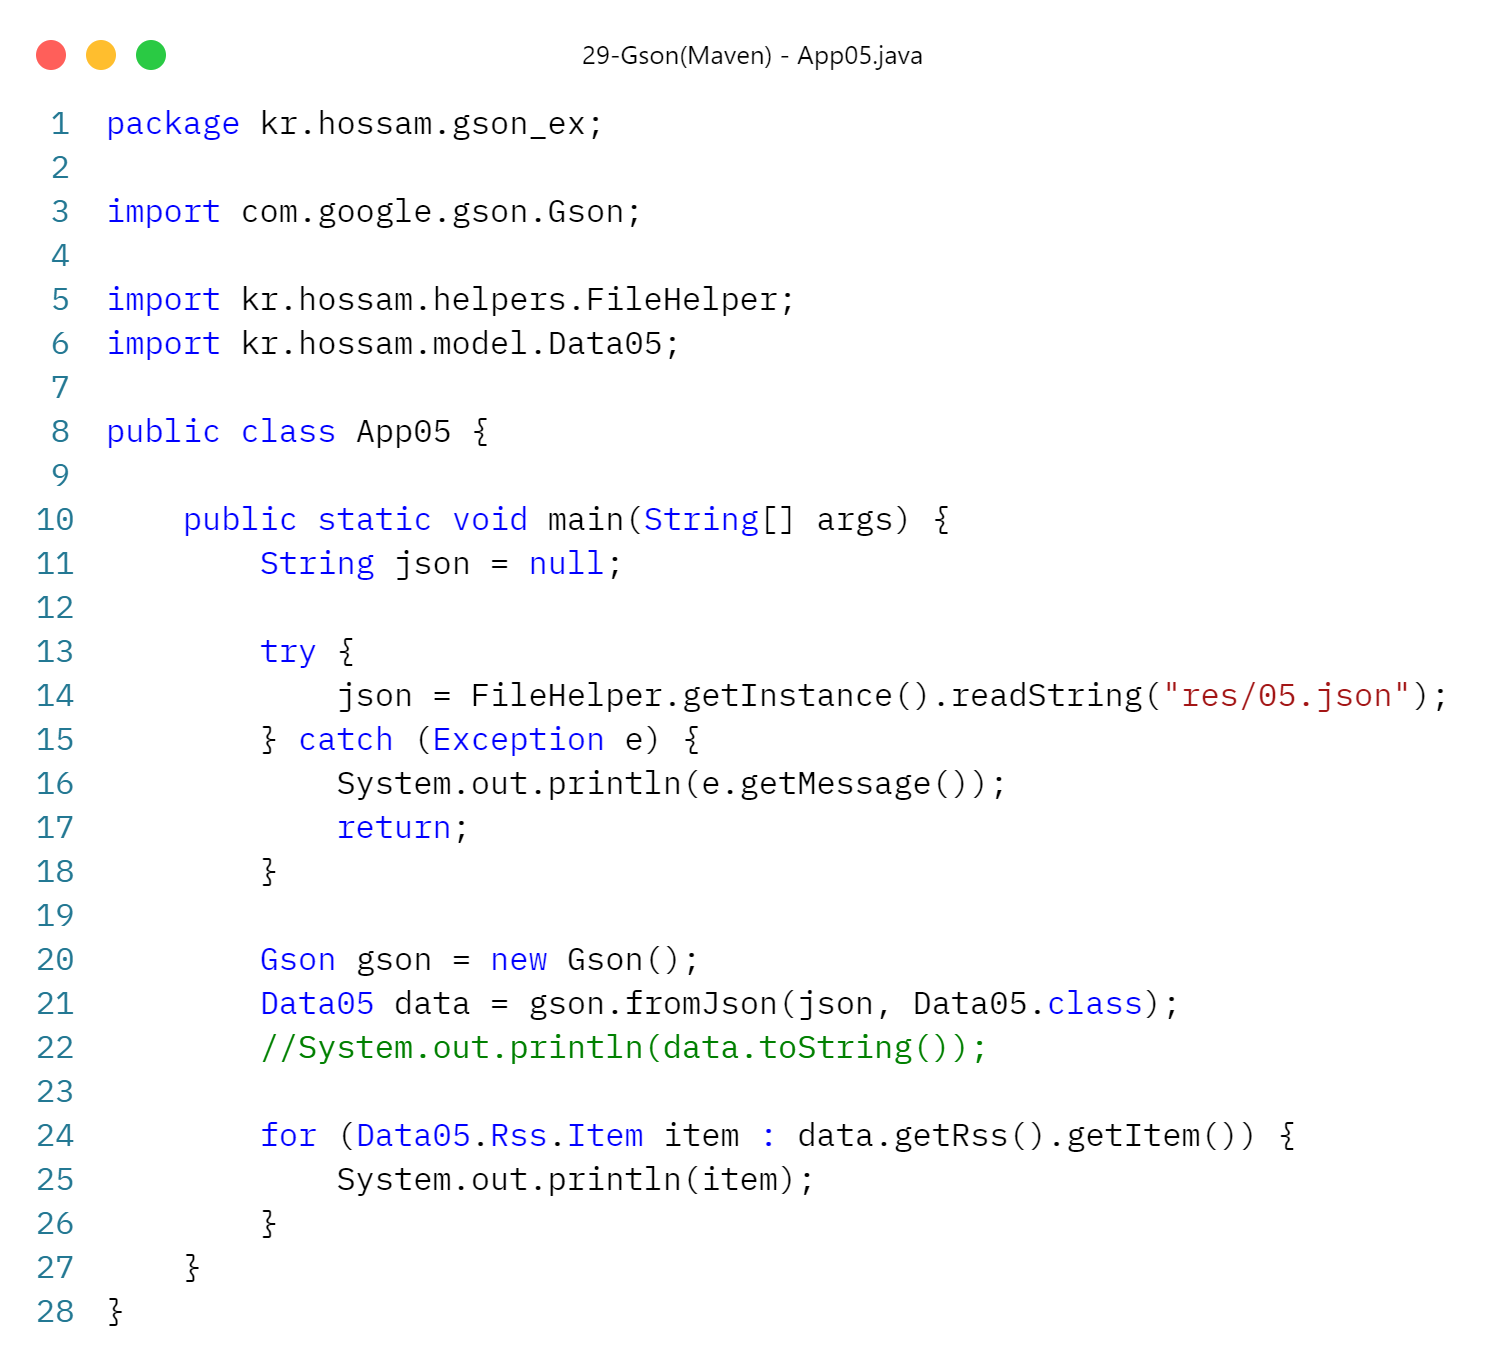 29-Gson(Maven) - App05.java
1 package kr.hossam.gson_ex;
2
3 import com.google.gson.Gson;
4
5 import kr.hossam.helpers.FileHelper;
6 import kr.hossam.model.Data05;
7
8 public class App05 {
9
10     public static void main(String[] args) {
11         String json = null;
12
13         try {
14             json = FileHelper.getInstance().readString("res/05.json");
15         } catch (Exception e) {
16             System.out.println(e.getMessage());
17             return;
18         }
19
20         Gson gson = new Gson();
21         Data05 data = gson.fromJson(json, Data05.class);
22         //System.out.println(data.toString());
23
24         for (Data05.Rss.Item item : data.getRss().getItem()) {
25             System.out.println(item);
26         }
27     }
28 }